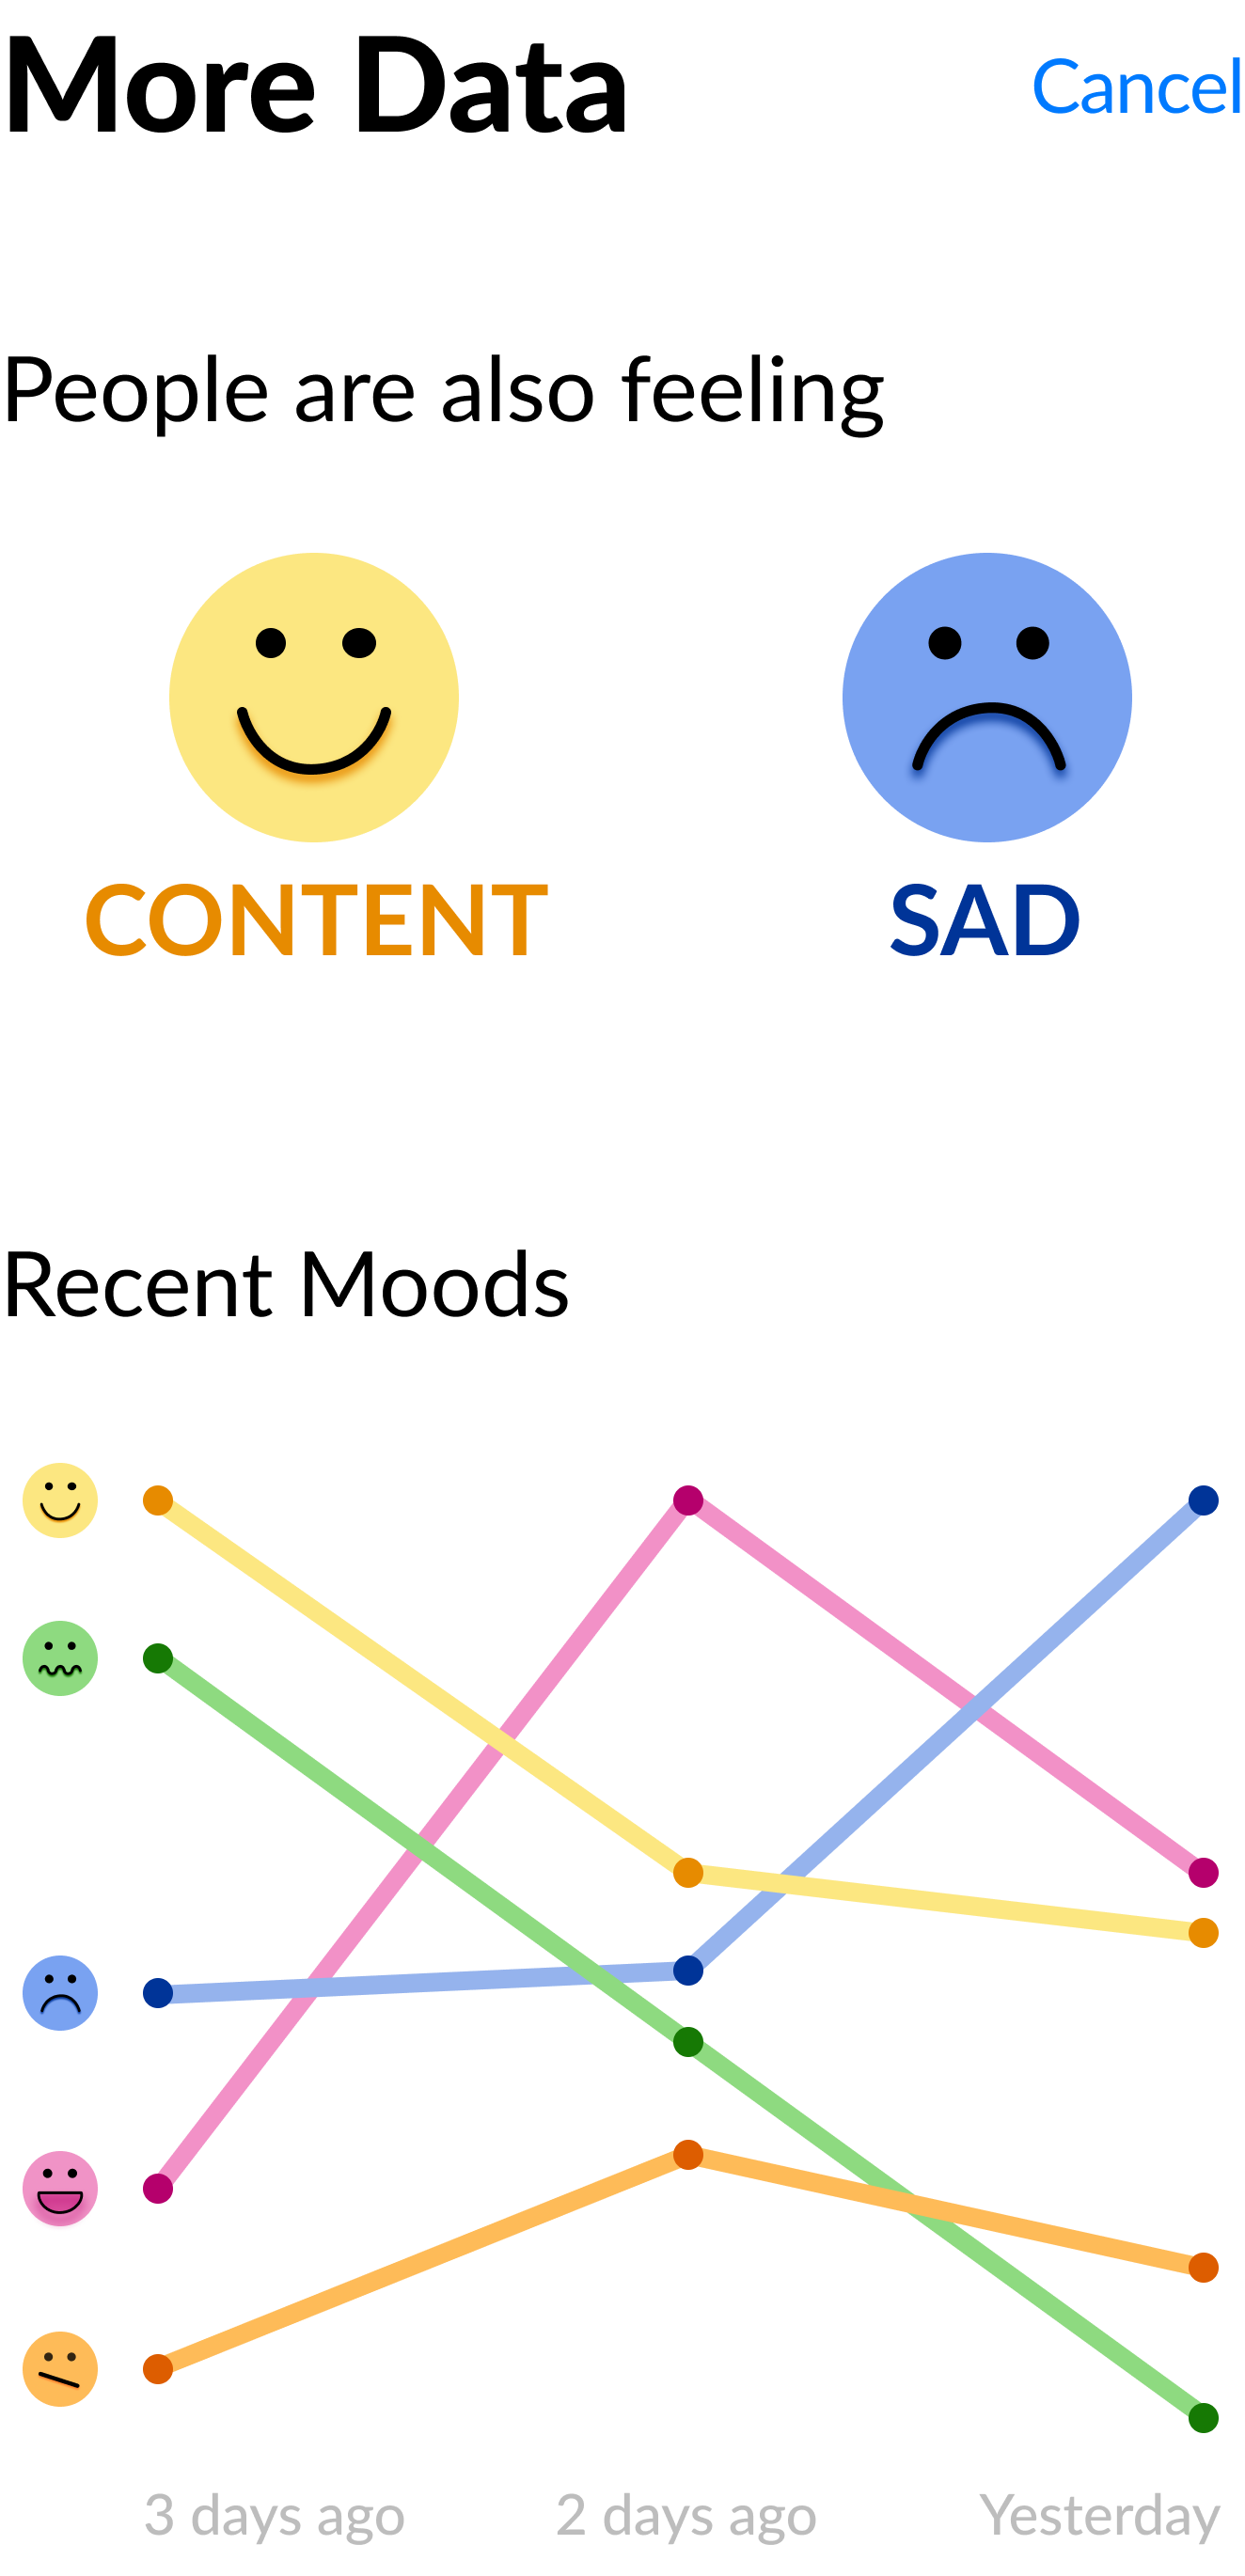 More Data
Cancel
People are also feeling
CONTENT
SAD
Recent Moods
3 days ago
2 days ago
Yesterday